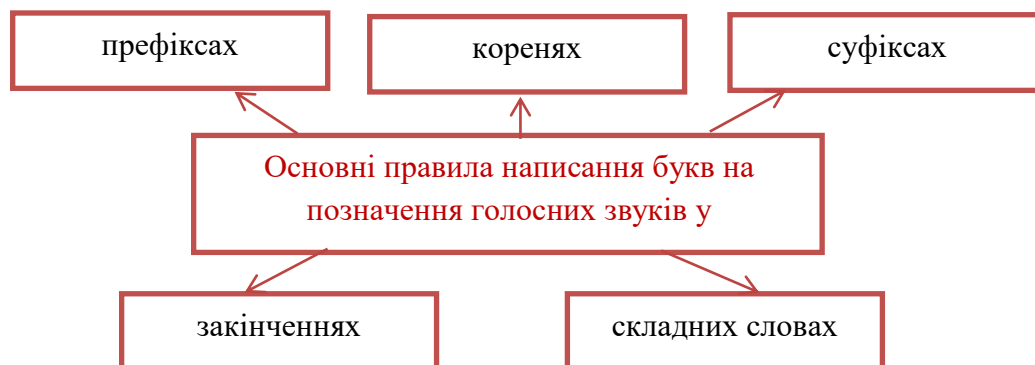 префіксах
коренях
суфіксах
Основні правила написання букв на
позначення голосних звуків у
закінченнях
складних словах